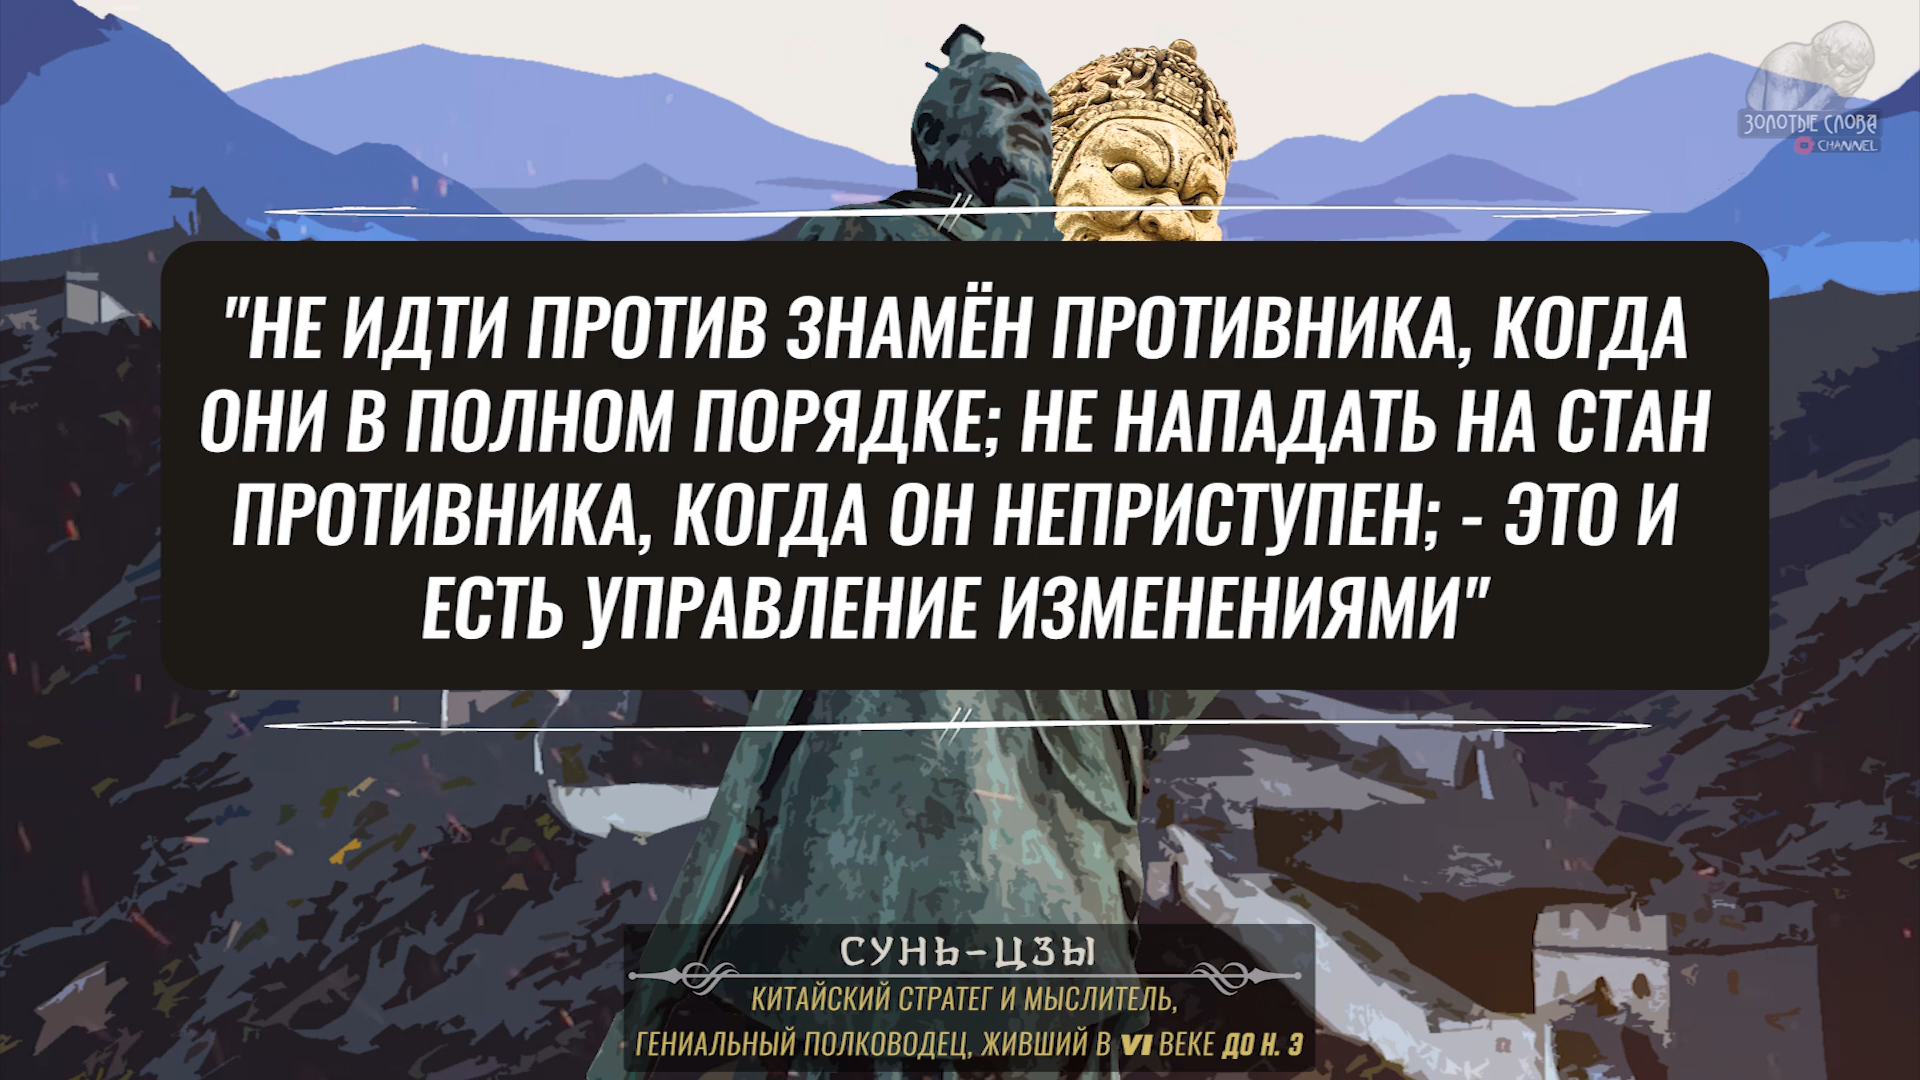 ЗОЛОТЫЕ СЛОВА
CHANNEL
"НЕ ИДТИ ПРОТИВ ЗНАМЁН ПРОТИВНИКА, КОГДА
ОНИ В ПОЛНОМ ПОРЯДКЕ; НЕ НАПАДАТЬ НА СТАН
ПРОТИВНИКА, КОГДА ОН НЕПРИСТУПЕН; - ЭТО И
ЕСТЬ УПРАВЛЕНИЕ ИЗМЕНЕНИЯМИ"
СУНЬ-ЦЗЫ
КИТАЙСКИЙ СТРАТЕГ И МЫСЛИТЕЛЬ,
ГЕНИАЛЬНЫЙ ПОЛКОВОДЕЦ, ЖИВШИЙ В VI ВЕКЕ ДО Н. Э